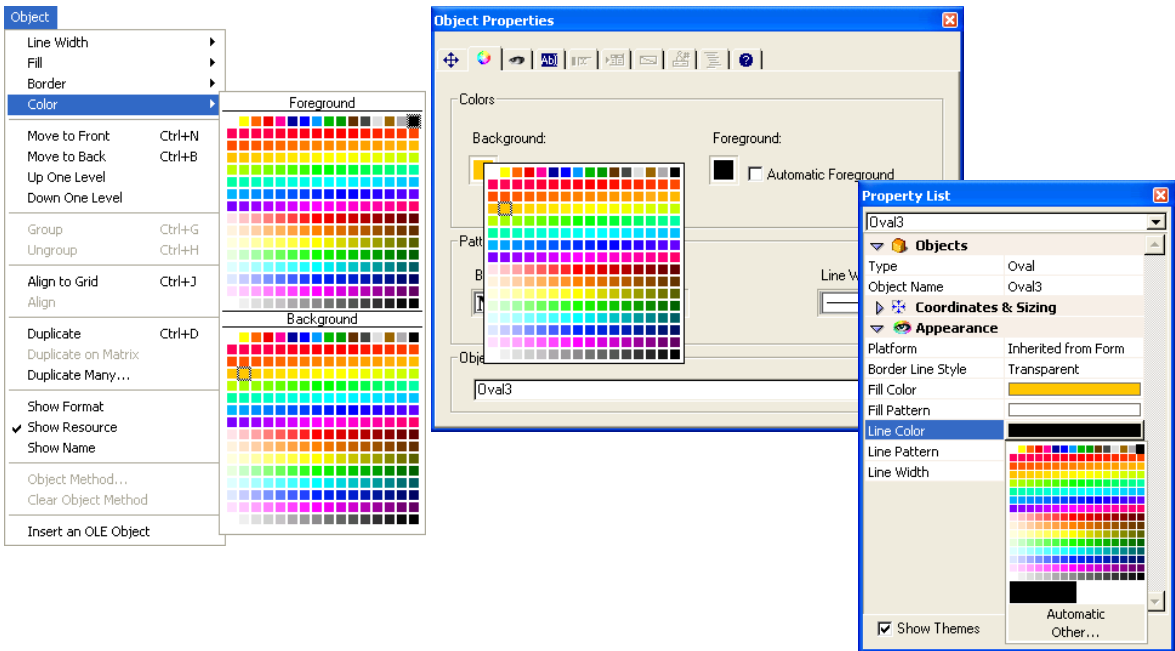 Object
Line Width
Fill
Border
Color
Move to Front Ctrl+N
Move to Back Ctrl+B
Up One Level
Down One Level
Group Ctrl+G
Ungroup Ctrl+H
Align to Grid Ctrl+J
Align
Duplicate Ctrl+D
Duplicate on Matrix
Duplicate Many...
Show Format
Show Resource
Show Name
Object Method...
Clear Object Method
Insert an OLE Object
Foreground
Background
Object Properties
Colors
Background:
Foreground:
Automatic Foreground
Line W
Oval3
Property List
Oval3
Objects
Type Oval
Object Name Oval3
Coordinates & Sizing
Appearance
Platform Inherited from Form
Border Line Style Transparent
Fill Color
Fill Pattern
Line Color
Line Pattern
Line Width
Automatic
Other...
Show Themes